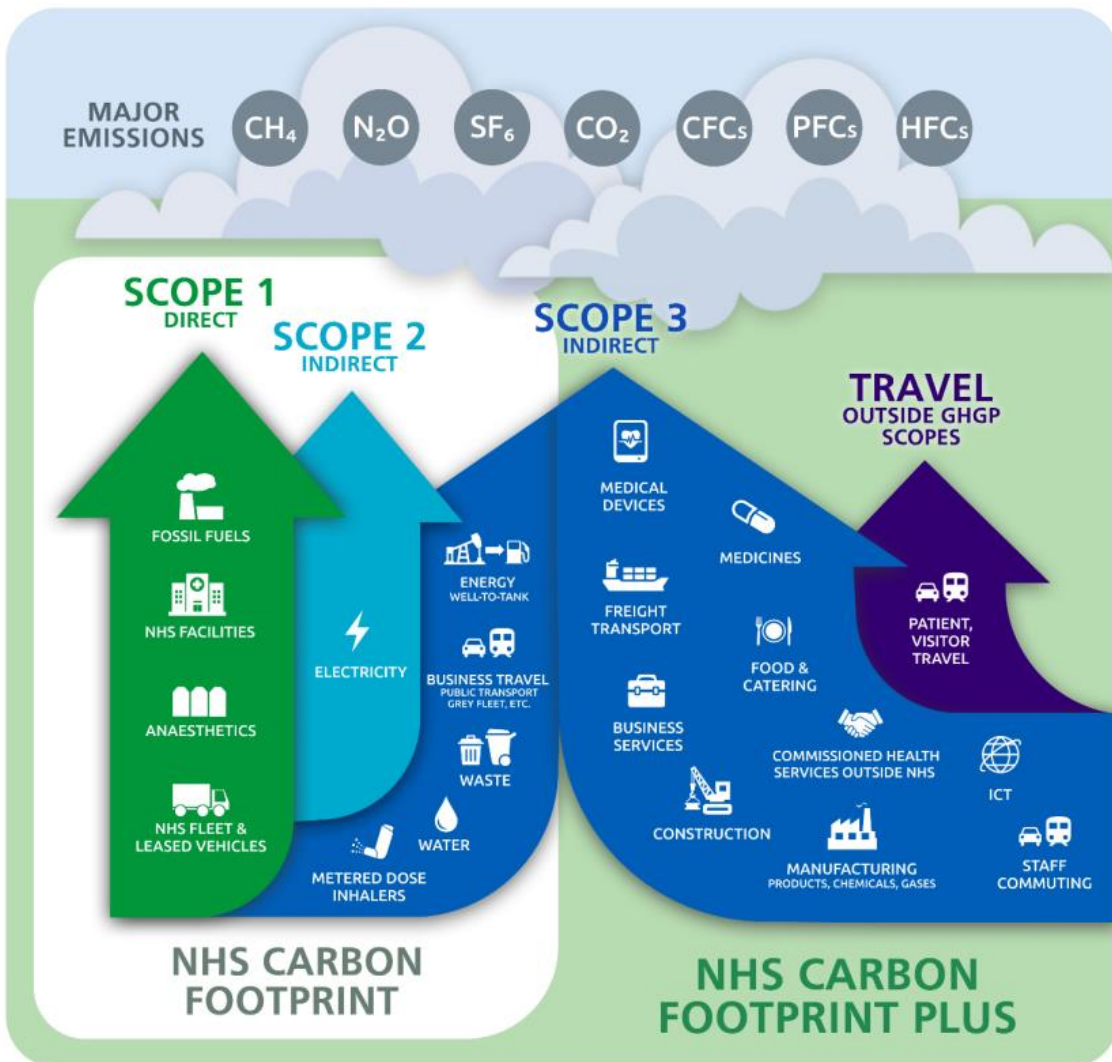 MAJOR
EMISSIONS
CH₄
N₂O
SF₆
CO₂
CFCs
PFCs
HFCs
SCOPE 1
DIRECT
SCOPE 2
INDIRECT
SCOPE 3
INDIRECT
TRAVEL
OUTSIDE GHGP
SCOPES
FOSSIL FUELS
NHS FACILITIES
ANAESTHETICS
NHS FLEET &
LEASED VEHICLES
ELECTRICITY
ENERGY
WELL-TO-TANK
BUSINESS TRAVEL
PUBLIC TRANSPORT
GREY FLEET, ETC.
WASTE
WATER
METERED DOSE
INHALERS
MEDICAL
DEVICES
MEDICINES
FREIGHT
TRANSPORT
FOOD &
CATERING
BUSINESS
SERVICES
COMMISSIONED HEALTH
SERVICES OUTSIDE NHS
CONSTRUCTION
MANUFACTURING
PRODUCTS, CHEMICALS, GASES
ICT
STAFF
COMMUTING
PATIENT,
VISITOR
TRAVEL
NHS CARBON
FOOTPRINT
NHS CARBON
FOOTPRINT PLUS